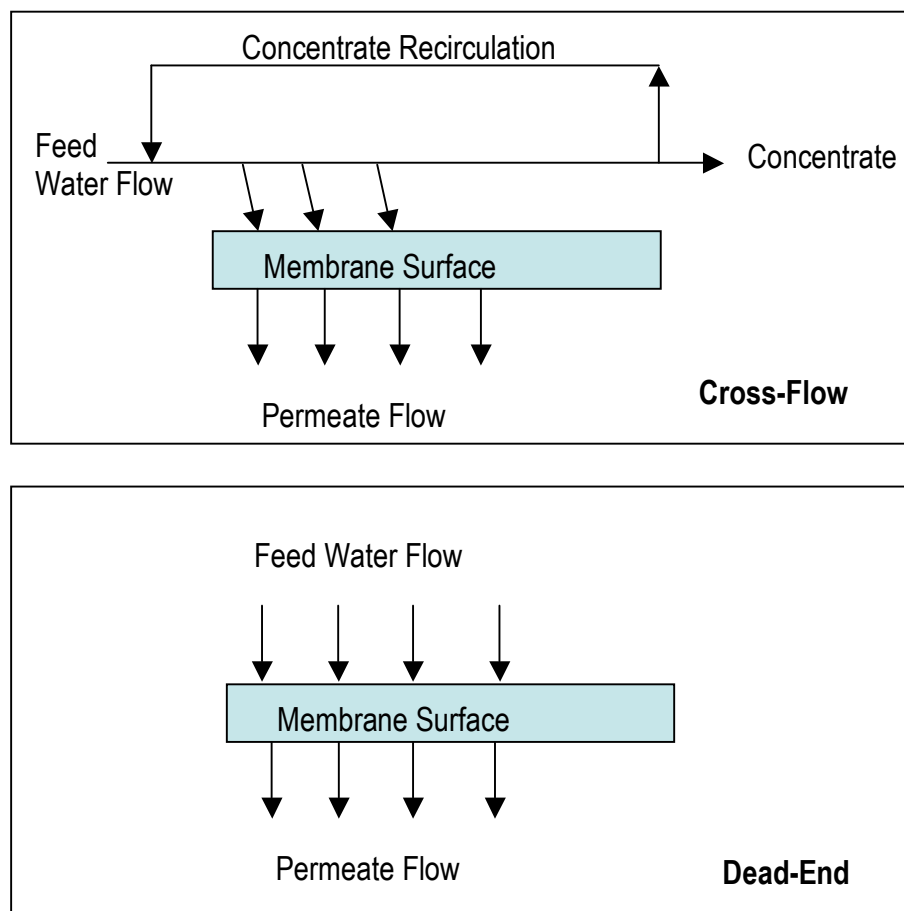 Concentrate Recirculation
Feed
Water Flow
Concentrate
Membrane Surface
Permeate Flow
Cross-Flow
Feed Water Flow
Membrane Surface
Permeate Flow
Dead-End